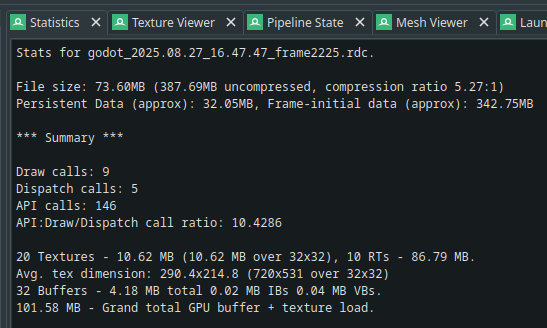 Statistics
Texture Viewer
Pipeline State
Mesh Viewer
Laun
Stats for godot_2025.08.27_16.47.47_frame2225.rdc.
File size: 73.60MB (387.69MB uncompressed, compression ratio 5.27:1)
Persistent Data (approx): 32.05MB, Frame-initial data (approx): 342.75MB
*** Summary ***
Draw calls: 9
Dispatch calls: 5
API calls: 146
API:Draw/Dispatch call ratio: 10.4286
20 Textures - 10.62 MB (10.62 MB over 32x32), 10 RTs - 86.79 MB.
Avg. tex dimension: 290.4x214.8 (720x531 over 32x32)
32 Buffers - 4.18 MB total 0.02 MB IBs 0.04 MB VBs.
101.58 MB - Grand total GPU buffer + texture load.